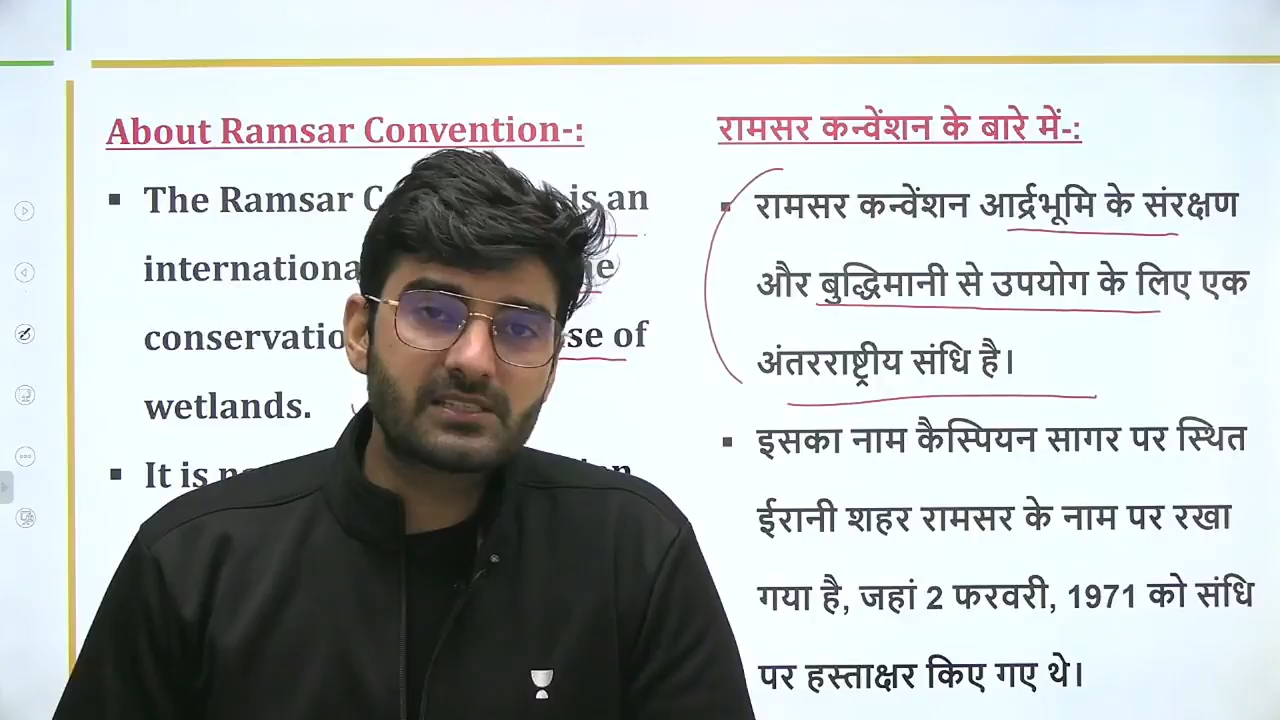 About Ramsar Convention-:
The Ramsar is an
conservatio se of
wetlands.
It is
रामसर कन्वेंशन के बारे में-:
रामसर कन्वेंशन आर्द्रभूमि के संरक्षण
और बुद्धिमानी से उपयोग के लिए एक
अंतरराष्ट्रीय संधि है।
इसका नाम कैस्पियन सागर पर स्थित
ईरानी शहर रामसर के नाम पर रखा
गया है, जहां 2 फरवरी, 1971 को संधि
पर हस्ताक्षर किए गए थे।